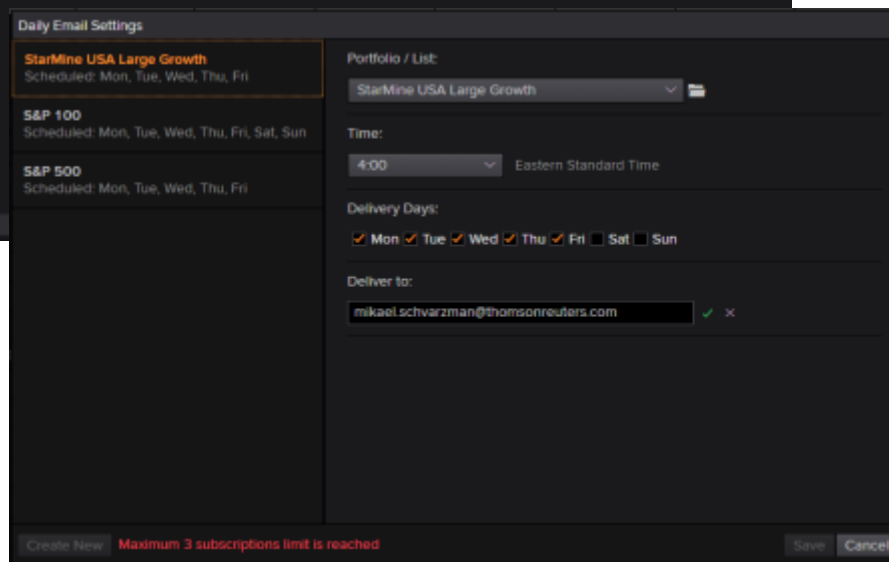 Daily Email Settings
StarMine USA Large Growth
Scheduled: Mon, Tue, Wed, Thu, Fri
S&P 100
Scheduled: Mon, Tue, Wed, Thu, Fri, Sat, Sun
S&P 500
Scheduled: Mon, Tue, Wed, Thu, Fri
Portfolio / List:
StarMine USA Large Growth
Time:
4:00 Eastern Standard Time
Delivery Days:
Mon Tue Wed Thu Fri Sat Sun
Deliver to:
mikael.schvarzman@thomsonreuters.com
Create New Maximum 3 subscriptions limit is reached Save Cancel